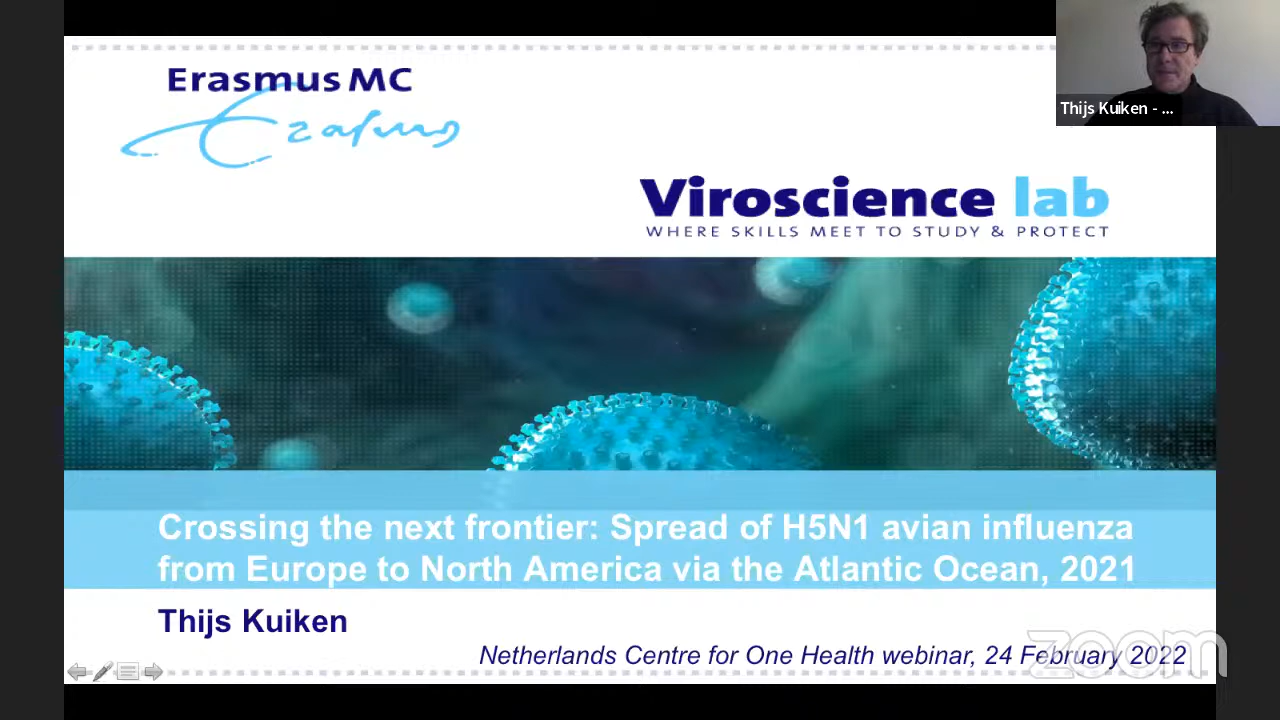 Erasmus MC
Erasmus
Thijs Kuiken - ...
Viroscience lab
WHERE SKILLS MEET TO STUDY & PROTECT
Crossing the next frontier: Spread of H5N1 avian influenza
from Europe to North America via the Atlantic Ocean, 2021
Thijs Kuiken
Netherlands Centre for One Health webinar, 24 February 2022
zoom